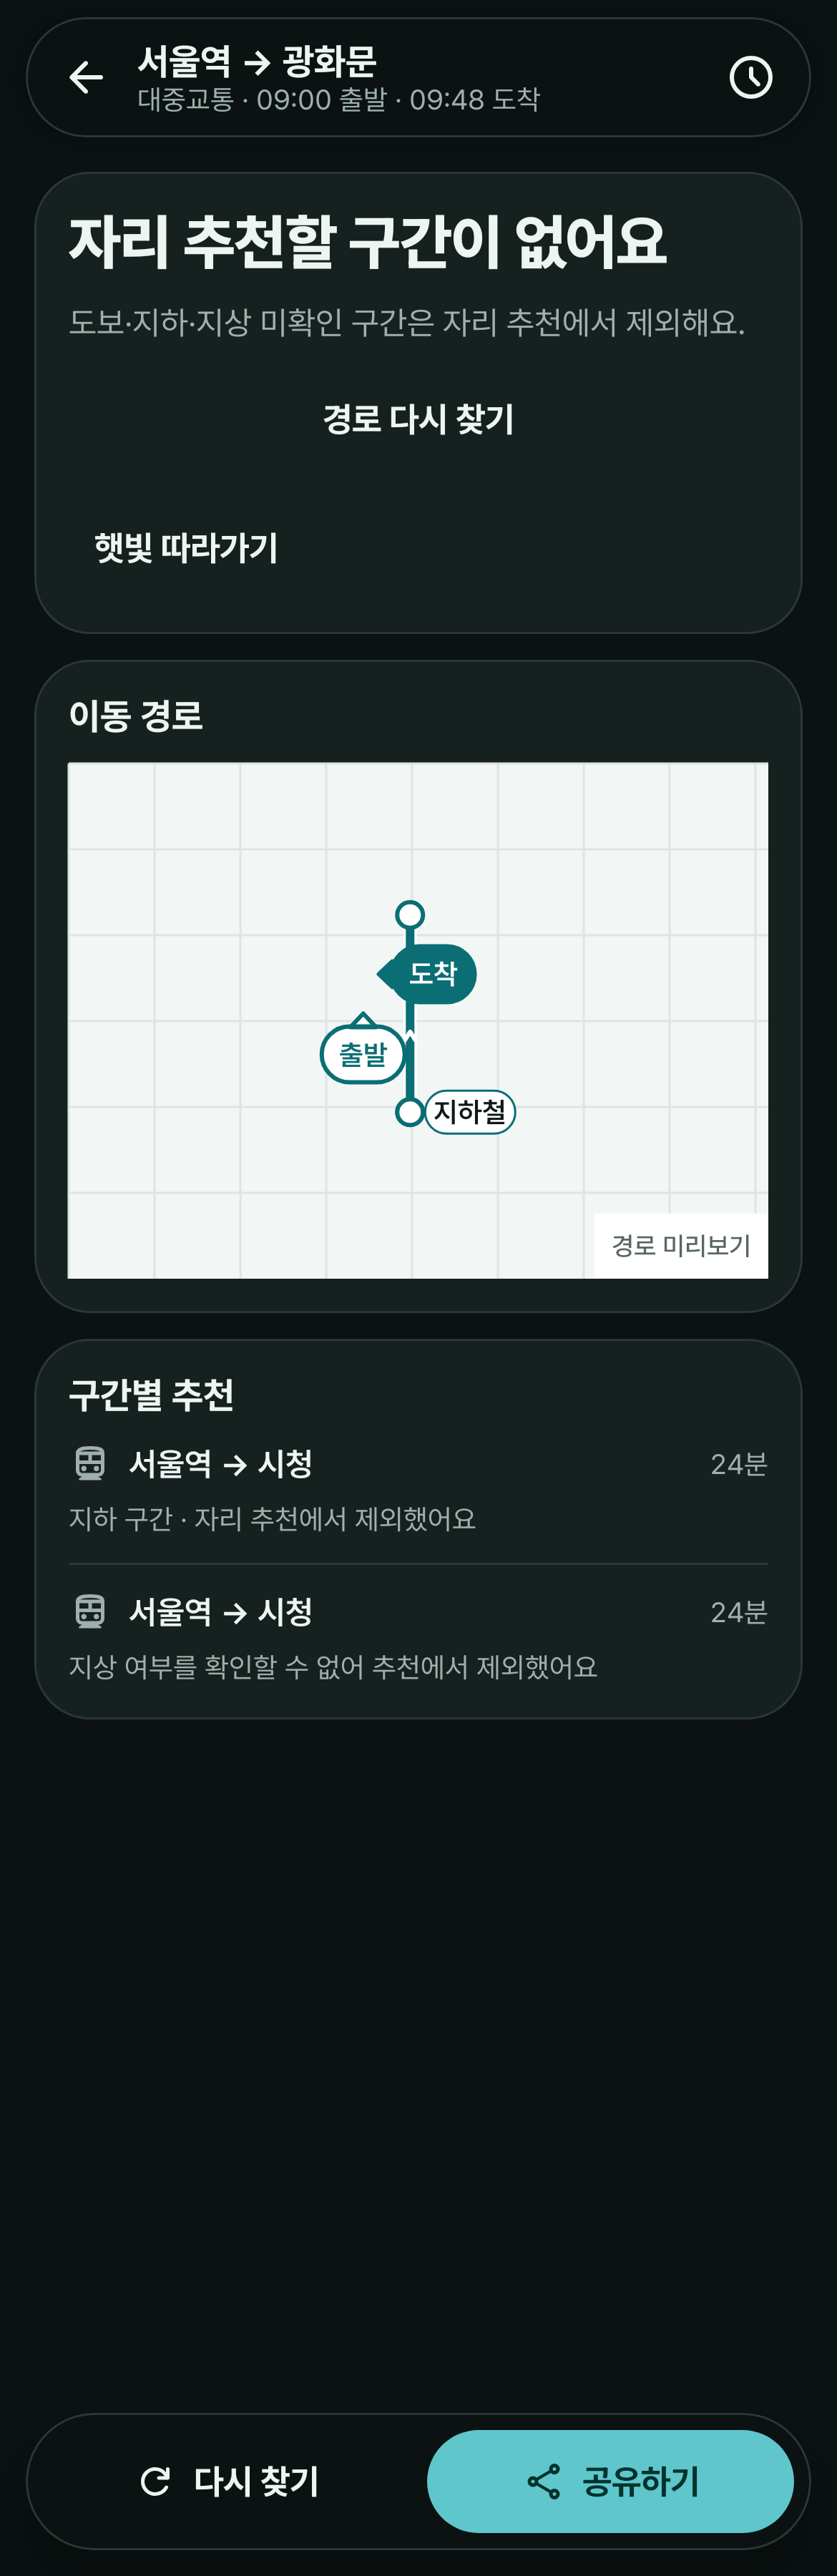 서울역 → 광화문
대중교통 · 09:00 출발 · 09:48 도착
자리 추천할 구간이 없어요
도보·지하·지상 미확인 구간은 자리 추천에서 제외해요.
경로 다시 찾기
햇빛 따라가기
이동 경로
도착
출발
지하철
경로 미리보기
구간별 추천
서울역 → 시청 24분
지하 구간 · 자리 추천에서 제외했어요
서울역 → 시청 24분
지상 여부를 확인할 수 없어 추천에서 제외했어요
다시 찾기 공유하기